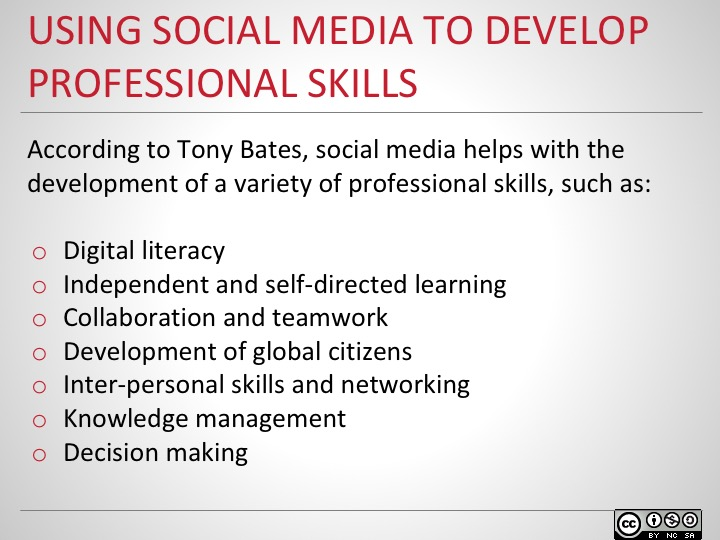 USING SOCIAL MEDIA TO DEVELOP
PROFESSIONAL SKILLS
According to Tony Bates, social media helps with the
development of a variety of professional skills, such as:
o Digital literacy
o Independent and self-directed learning
o Collaboration and teamwork
o Development of global citizens
o Inter-personal skills and networking
o Knowledge management
o Decision making
cc
BY NC SA